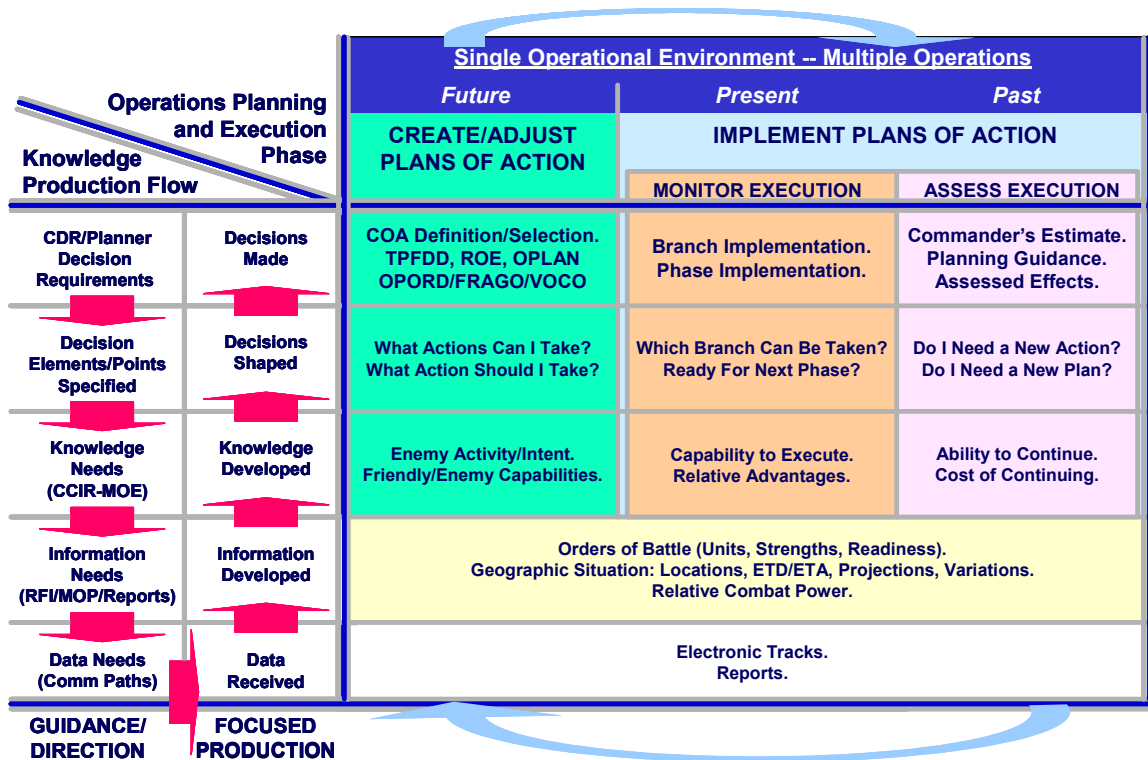 Single Operational Environment -- Multiple Operations
Operations Planning
and Execution
Phase
Knowledge
Production Flow
Future
Present
Past
CREATE/ADJUST
PLANS OF ACTION
IMPLEMENT PLANS OF ACTION
MONITOR EXECUTION
ASSESS EXECUTION
CDR/Planner
Decision
Requirements
Decisions
Made
COA Definition/Selection.
TPFDD, ROE, OPLAN
OPORD/FRAGO/VOCO
Branch Implementation.
Phase Implementation.
Commander’s Estimate.
Planning Guidance.
Assessed Effects.
Decision
Elements/Points
Specified
Decisions
Shaped
What Actions Can I Take?
What Action Should I Take?
Which Branch Can Be Taken?
Ready For Next Phase?
Do I Need a New Action?
Do I Need a New Plan?
Knowledge
Needs
(CCIR-MOE)
Knowledge
Developed
Enemy Activity/Intent.
Friendly/Enemy Capabilities.
Capability to Execute.
Relative Advantages.
Ability to Continue.
Cost of Continuing.
Information
Needs
(RFI/MOP/Reports)
Information
Developed
Orders of Battle (Units, Strengths, Readiness).
Geographic Situation: Locations, ETD/ETA, Projections, Variations.
Relative Combat Power.
Data Needs
(Comm Paths)
Data
Received
Electronic Tracks.
Reports.
GUIDANCE/
DIRECTION
FOCUSED
PRODUCTION